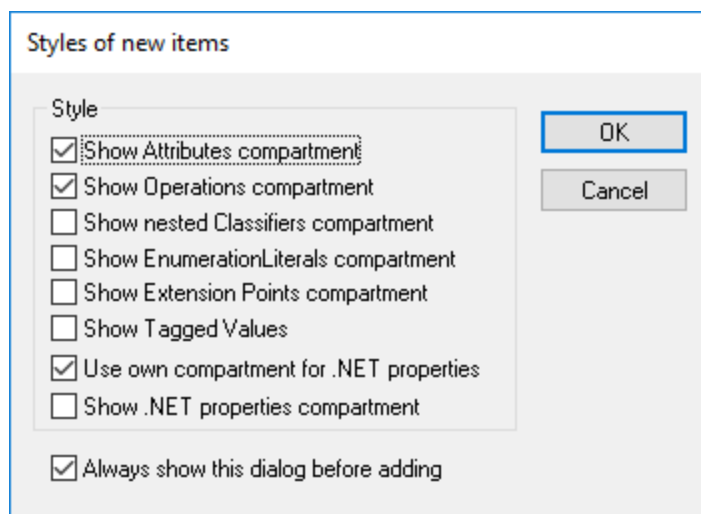 Styles of new items
Style
Show Attributes compartment
Show Operations compartment
Show nested Classifiers compartment
Show EnumerationLiterals compartment
Show Extension Points compartment
Show Tagged Values
Use own compartment for .NET properties
Show .NET properties compartment
Always show this dialog before adding
OK
Cancel